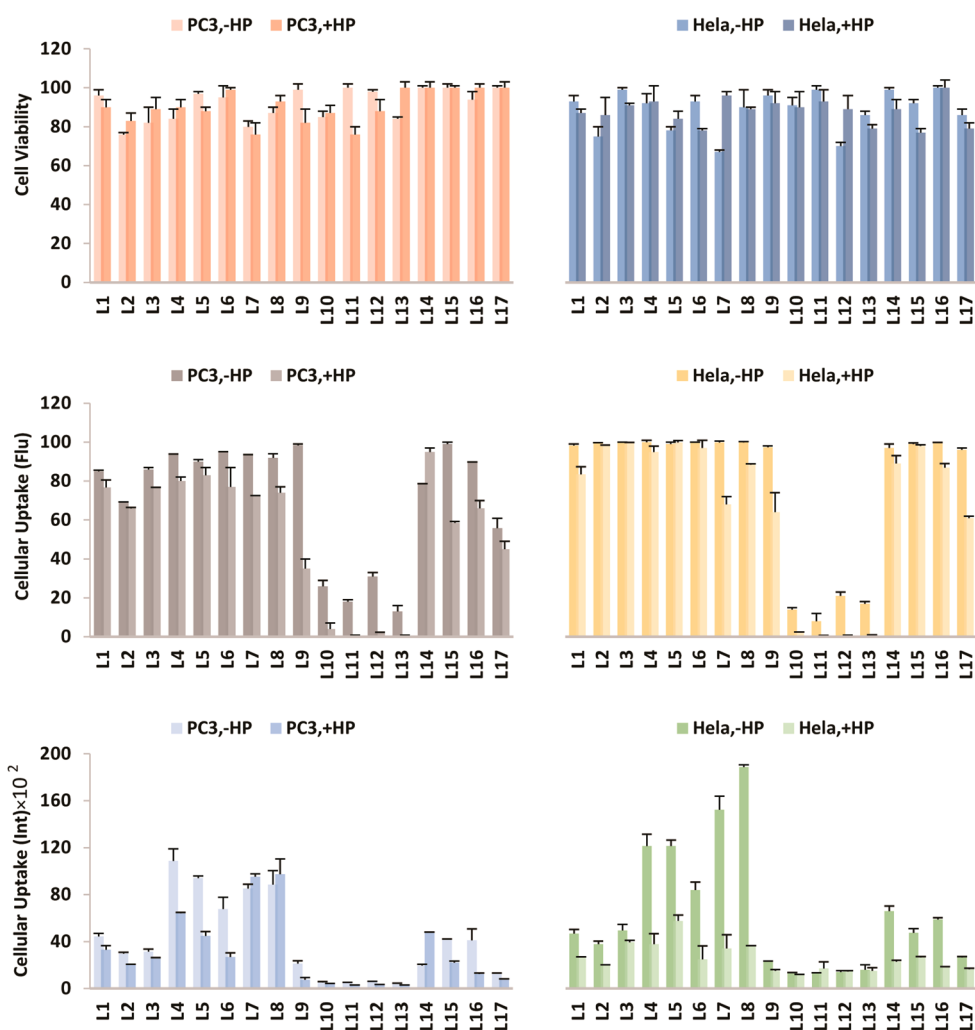 PC3,-HP PC3,+HP
Hela,-HP Hela,+HP
Cell Viability
120
100
80
60
40
20
0
L1 L2 L3 L4 L5 L6 L7 L8 L9 L10 L11 L12 L13 L14 L15 L16 L17
L1 L2 L3 L4 L5 L6 L7 L8 L9 L10 L11 L12 L13 L14 L15 L16 L17
PC3,-HP PC3,+HP
Hela,-HP Hela,+HP
Cellular Uptake (Flu)
120
100
80
60
40
20
0
L1 L2 L3 L4 L5 L6 L7 L8 L9 L10 L11 L12 L13 L14 L15 L16 L17
L1 L2 L3 L4 L5 L6 L7 L8 L9 L10 L11 L12 L13 L14 L15 L16 L17
PC3,-HP PC3,+HP
Hela,-HP Hela,+HP
Cellular Uptake (Int)×10 2
200
160
120
80
40
0
L1 L2 L3 L4 L5 L6 L7 L8 L9 L10 L11 L12 L13 L14 L15 L16 L17
L1 L2 L3 L4 L5 L6 L7 L8 L9 L10 L11 L12 L13 L14 L15 L16 L17